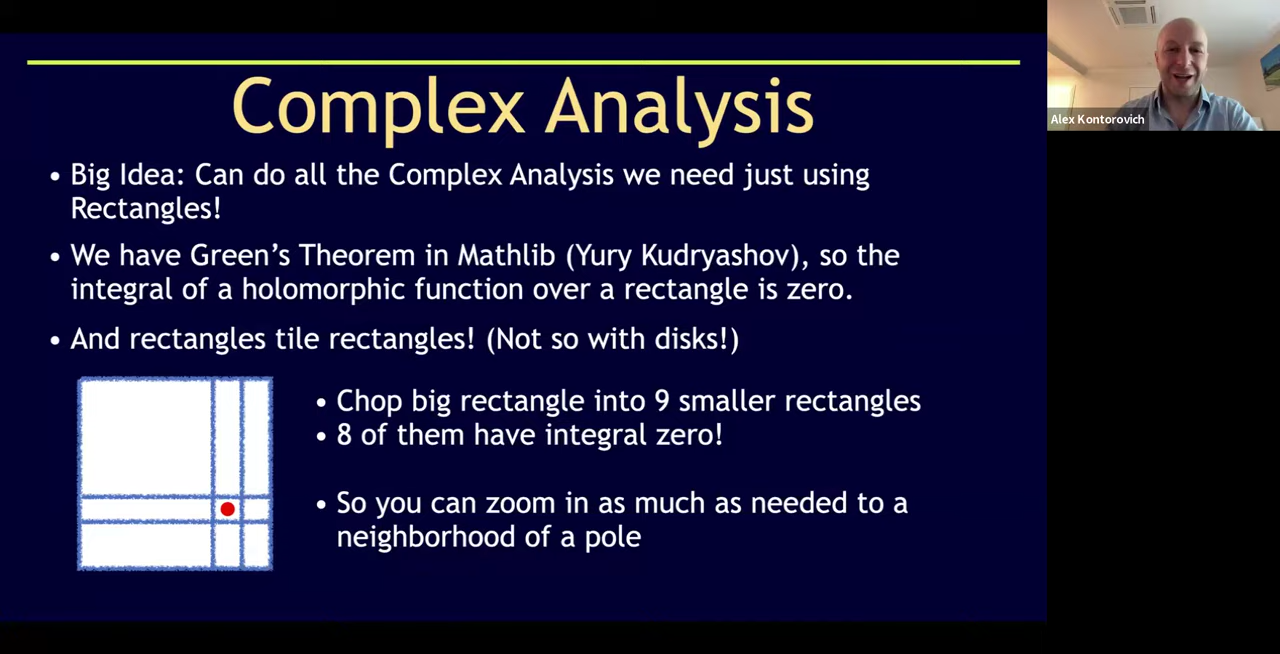 Complex Analysis
• Big Idea: Can do all the Complex Analysis we need just using
Rectangles!
• We have Green's Theorem in Mathlib (Yury Kudryashov), so the
integral of a holomorphic function over a rectangle is zero.
• And rectangles tile rectangles! (Not so with disks!)
• Chop big rectangle into 9 smaller rectangles
• 8 of them have integral zero!
• So you can zoom in as much as needed to a
neighborhood of a pole
Alex Kontorovich